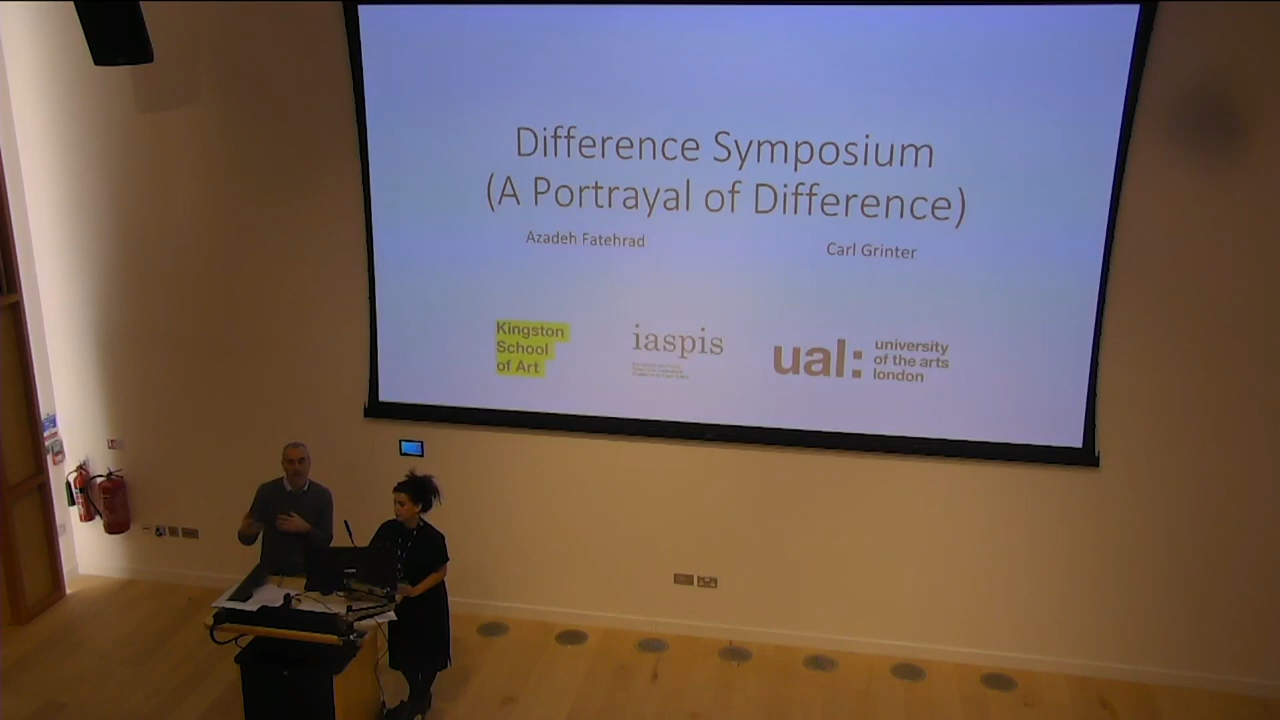 Difference Symposium
(A Portrayal of Difference)
Azadeh Fatehrad
Carl Grinter
Kingston
School
of Art
iaspis
ual:
university
of the arts
london